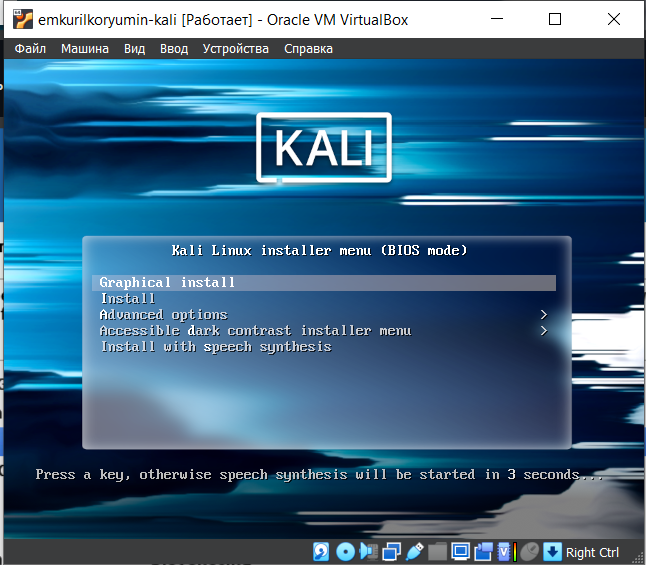 emkurilkoryumin-kali [Работает] - Oracle VM VirtualBox
Файл Машина Вид Ввод Устройства Справка
KALI
Kali Linux installer menu (BIOS mode)
Graphical install
Install
Advanced options >
Accessible dark contrast installer menu >
Install with speech synthesis
Press a key, otherwise speech synthesis will be started in 3 seconds...
Right Ctrl